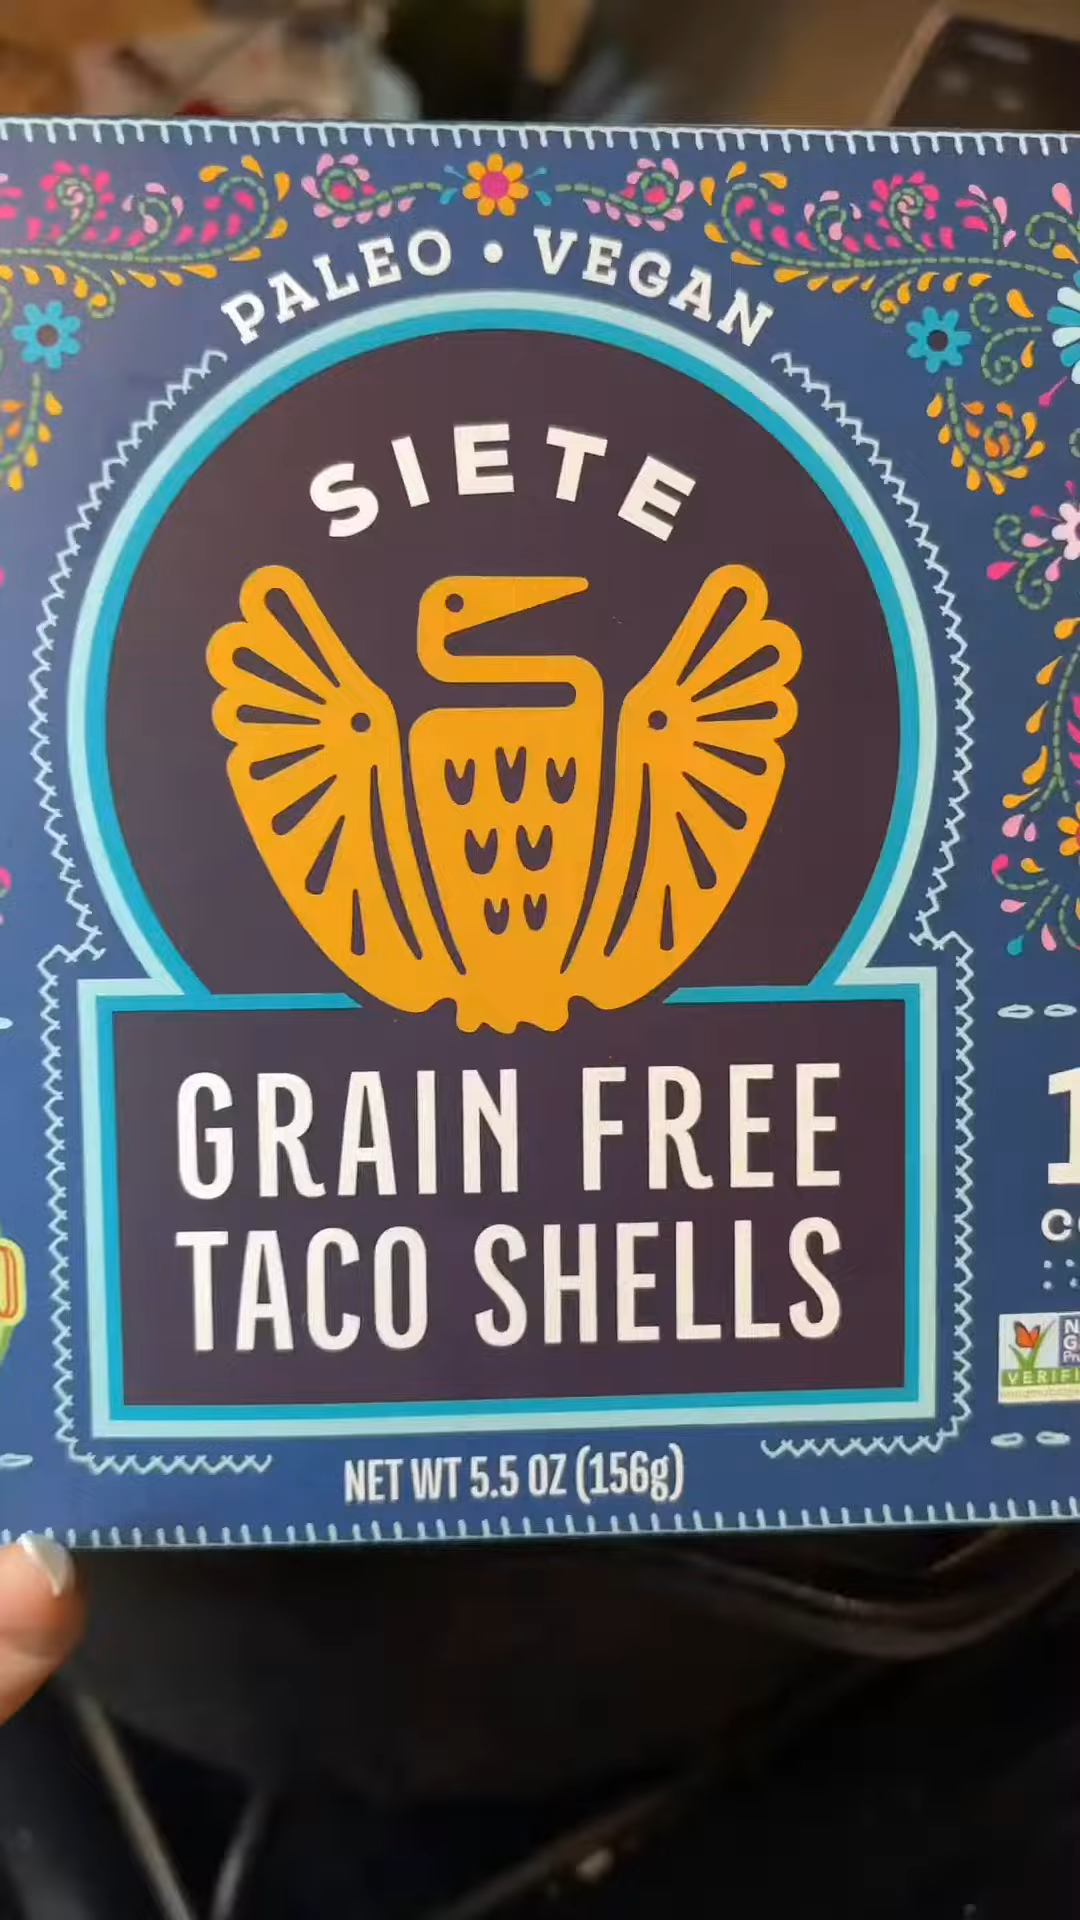 PALEO • VEGAN
SIETE
GRAIN FREE
TACO SHELLS
NET WT 5.5 OZ (156g)